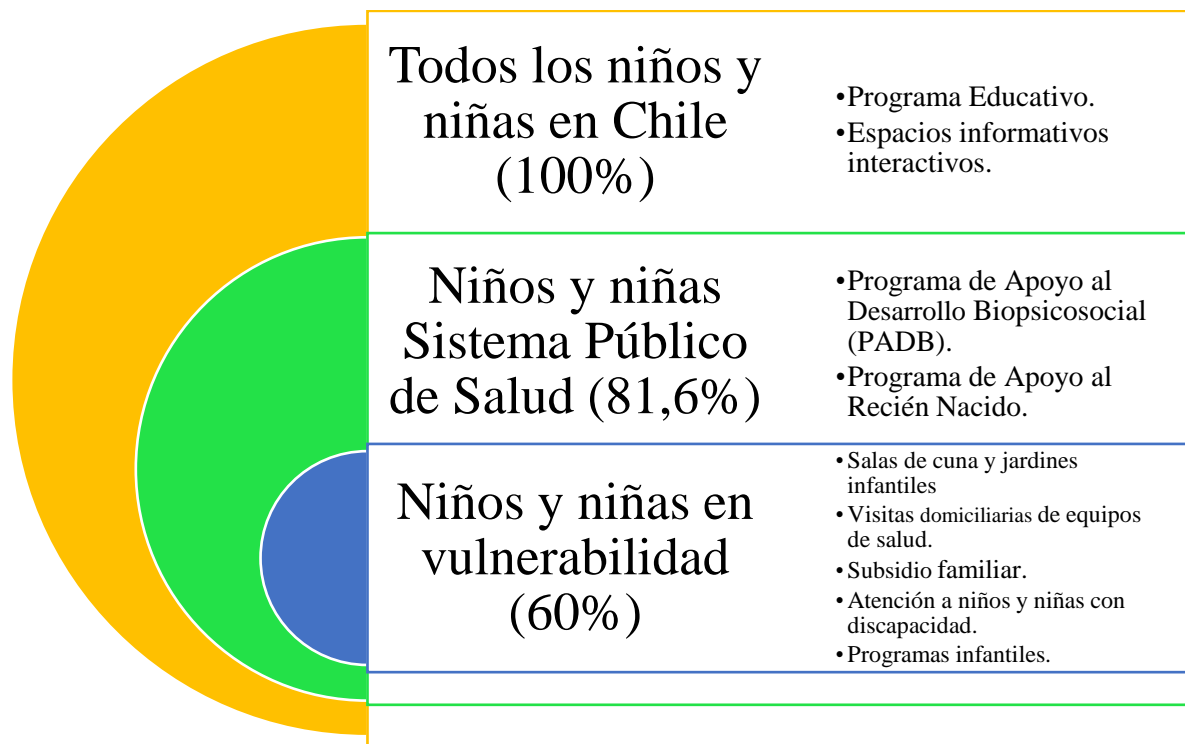 Todos los niños y
niñas en Chile
(100%)
•Programa Educativo.
•Espacios informativos
interactivos.
Niños y niñas
Sistema Público
de Salud (81,6%)
•Programa de Apoyo al
Desarrollo Biopsicosocial
(PADB).
•Programa de Apoyo al
Recién Nacido.
Niños y niñas en
vulnerabilidad
(60%)
•Salas de cuna y jardines
infantiles
•Visitas domiciliarias de equipos
de salud.
•Subsidio familiar.
•Atención a niños y niñas con
discapacidad.
•Programas infantiles.